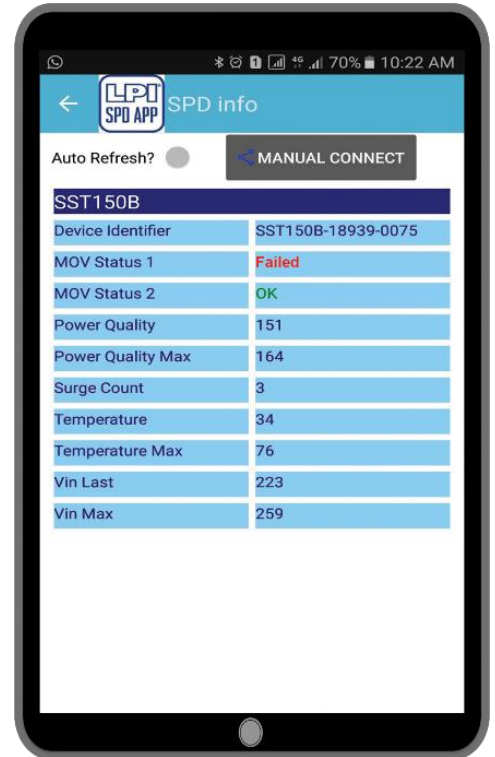 1 4G 70% 10:22 AM
LPI SPD APP SPD info
Auto Refresh? MANUAL CONNECT
SST150B
Device Identifier SST150B-18939-0075
MOV Status 1 Failed
MOV Status 2 OK
Power Quality 151
Power Quality Max 164
Surge Count 3
Temperature 34
Temperature Max 76
Vin Last 223
Vin Max 259